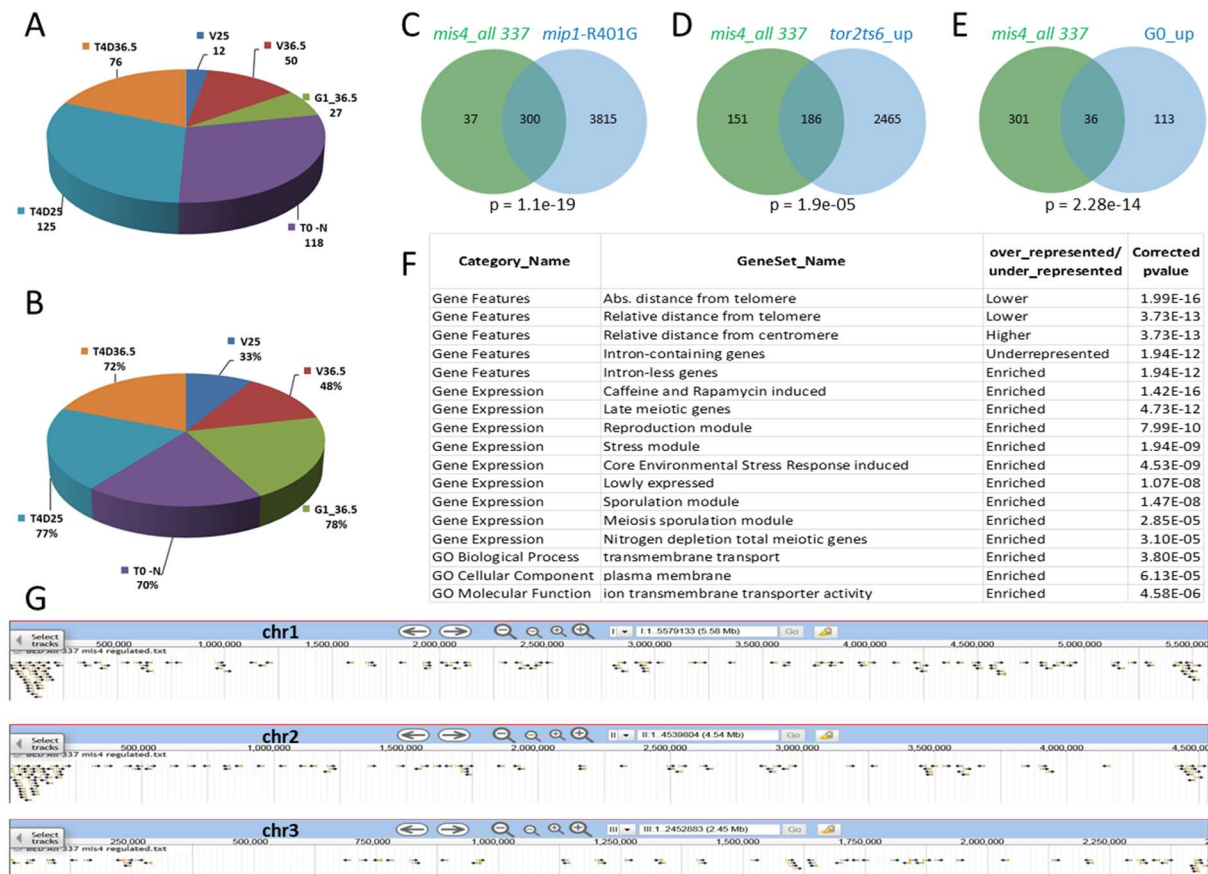 A
T4D36.5
76
V25
12
V36.5
50
G1_36.5
27
T4D25
125
T0 -N
118
B
T4D36.5
72%
V25
33%
V36.5
48%
G1_36.5
78%
T4D25
77%
T0 -N
70%
C
mis4_all 337 mip1-R401G
37 300 3815
p = 1.1e-19
D
mis4_all 337 tor2ts6_up
151 186 2465
p = 1.9e-05
E
mis4_all 337 G0_up
301 36 113
p = 2.28e-14
F
Category_Name GeneSet_Name over_represented/ Corrected
under_represented pvalue
Gene Features Abs. distance from telomere Lower 1.99E-16
Gene Features Relative distance from telomere Lower 3.73E-13
Gene Features Relative distance from centromere Higher 3.73E-13
Gene Features Intron-containing genes Underrepresented 1.94E-12
Gene Features Intron-less genes Enriched 1.94E-12
Gene Expression Caffeine and Rapamycin induced Enriched 1.42E-16
Gene Expression Late meiotic genes Enriched 4.73E-12
Gene Expression Reproduction module Enriched 7.99E-10
Gene Expression Stress module Enriched 1.94E-09
Gene Expression Core Environmental Stress Response induced Enriched 4.53E-09
Gene Expression Lowly expressed Enriched 1.07E-08
Gene Expression Sporulation module Enriched 1.47E-08
Gene Expression Meiosis sporulation module Enriched 2.85E-05
Gene Expression Nitrogen depletion total meiotic genes Enriched 3.10E-05
GO Biological Process transmembrane transport Enriched 3.80E-05
GO Cellular Component plasma membrane Enriched 6.13E-05
GO Molecular Function ion transmembrane transporter activity Enriched 4.58E-06
G
chr1 I I:1..5579133 (5.58 Mb) Go
Select
tracks
500,000 1,000,000 1,500,000 2,000,000 2,500,000 3,000,000 3,500,000 4,000,000 4,500,000 5,000,000 5,500,000
337 mis4 regulated.txt
chr2 II II:1..4539804 (4.54 Mb) Go
Select
tracks
500,000 1,000,000 1,500,000 2,000,000 2,500,000 3,000,000 3,500,000 4,000,000 4,500,000
337 mis4 regulated.txt
chr3 III III:1..2452883 (2.45 Mb) Go
Select
tracks
250,000 500,000 750,000 1,000,000 1,250,000 1,500,000 1,750,000 2,000,000 2,250,000
337 mis4 regulated.txt